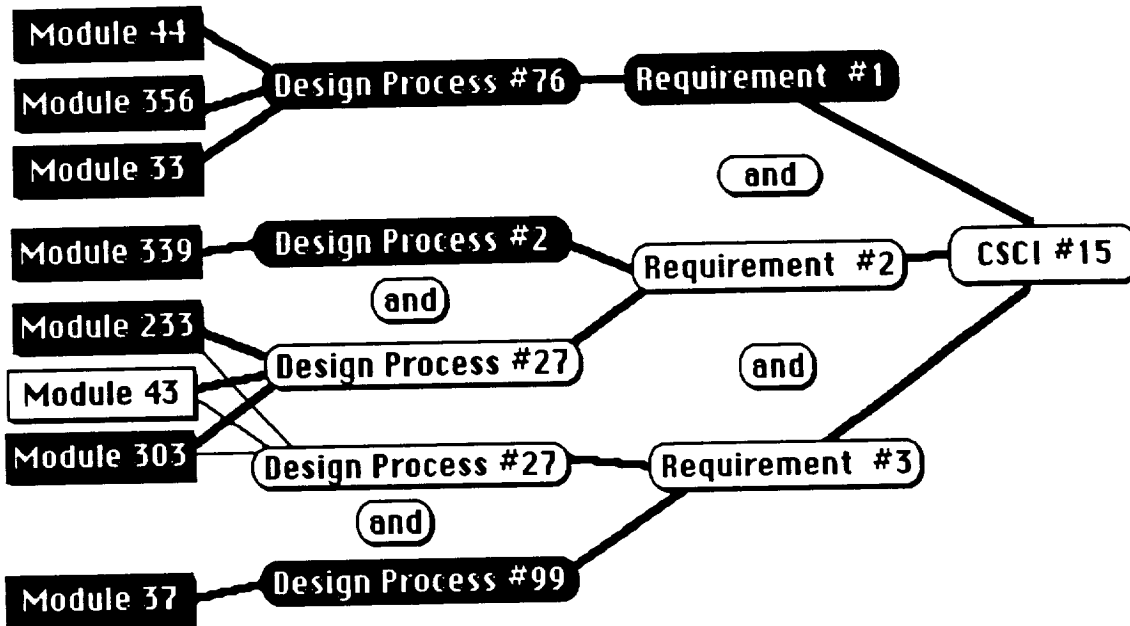 Module 44
Module 356
Module 33
Design Process #76
Requirement #1
and
Module 339
Design Process #2
Requirement #2
CSCI #15
and
Module 233
Module 43
Module 303
Design Process #27
and
Design Process #27
Requirement #3
and
Module 37
Design Process #99